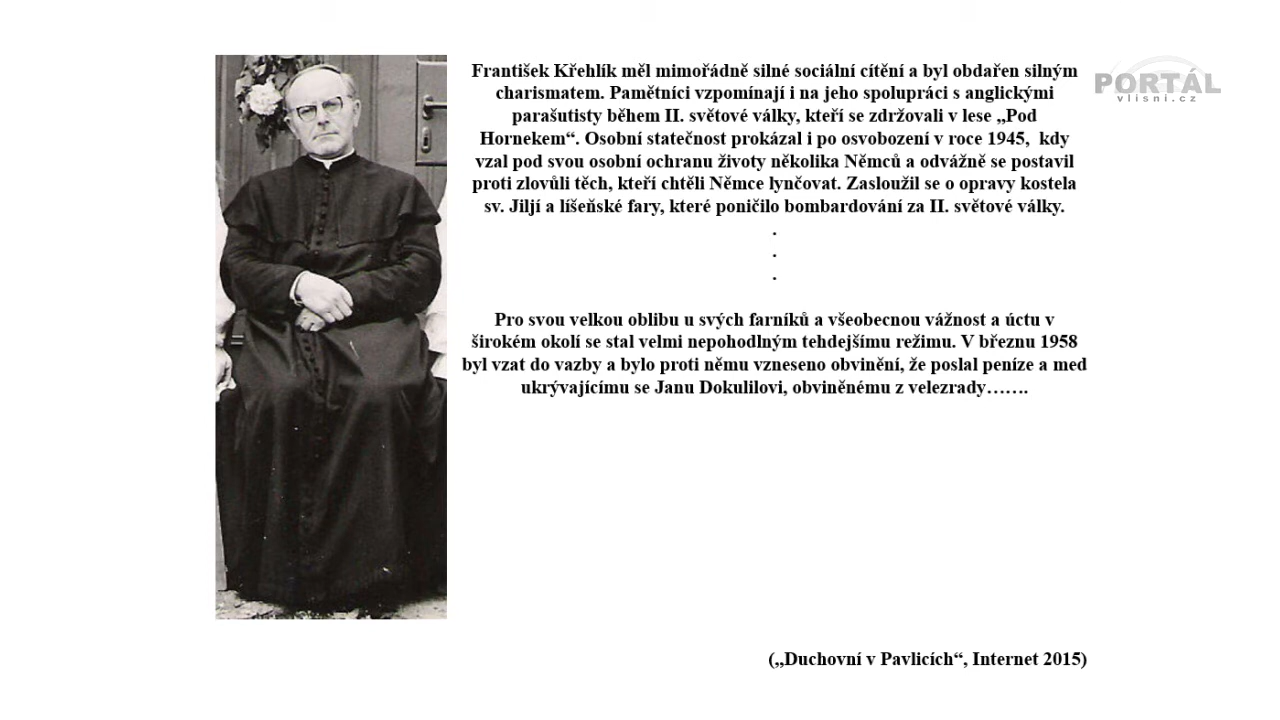 František Křehlík měl mimořádně silné sociální cítění a byl obdařen silným
charismatem. Pamětníci vzpomínají i na jeho spolupráci s anglickými
parašutisty během II. světové války, kteří se zdržovali v lese „Pod
Hornekem“. Osobní statečnost prokázal i po osvobození v roce 1945, kdy
vzal pod svou osobní ochranu životy několika Němců a odvážně se postavil
proti zlovůli těch, kteří chtěli Němce lynčovat. Zasloužil se o opravy kostela
sv. Jiljí a líšeňské fary, které poničilo bombardování za II. světové války.
.
.
.
Pro svou velkou oblibu u svých farníků a všeobecnou vážnost a úctu v
širokém okolí se stal velmi nepohodlným tehdejšímu režimu. V březnu 1958
byl vzat do vazby a bylo proti němu vzneseno obvinění, že poslal peníze a med
ukrývajícímu se Janu Dokulilovi, obviněnému z velezrady…….
(„Duchovní v Pavlicích“, Internet 2015)
PORTÁL
vlisni.cz